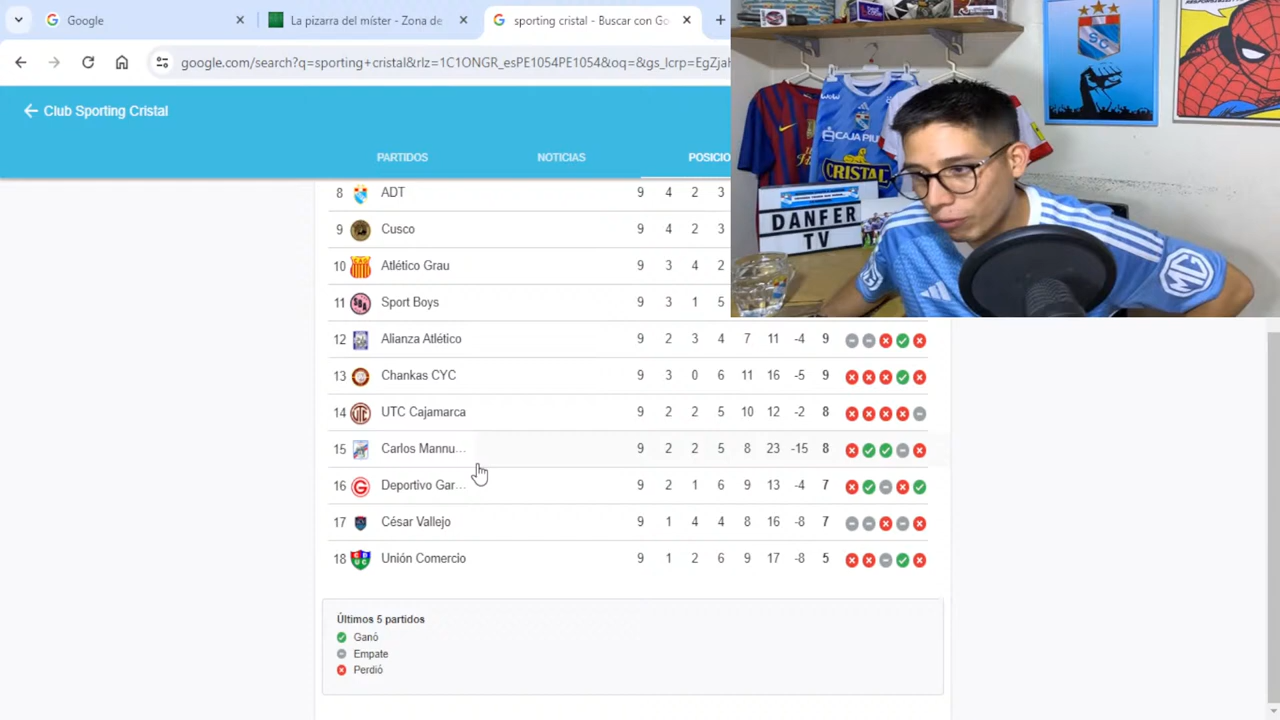 Google
La pizarra del míster - Zona de
sporting cristal - Buscar con Go
google.com/search?q=sporting+cristal&rlz=1C1ONGR_esPE1054PE1054&oq=&gs_lcrp=EgZjaH
Club Sporting Cristal
PARTIDOS NOTICIAS POSICIO
8 ADT 9 4 2 3
9 Cusco 9 4 2 3
10 Atlético Grau 9 3 4 2
11 Sport Boys 9 3 1 5
12 Alianza Atlético 9 2 3 4 7 11 -4 9
13 Chankas CYC 9 3 0 6 11 16 -5 9
14 UTC Cajamarca 9 2 2 5 10 12 -2 8
15 Carlos Mannu... 9 2 2 5 8 23 -15 8
16 Deportivo Gar... 9 2 1 6 9 13 -4 7
17 César Vallejo 9 1 4 4 8 16 -8 7
18 Unión Comercio 9 1 2 6 9 17 -8 5
Últimos 5 partidos
Ganó
Empate
Perdió
SC
CAJA PIU
CRISTAL
DANFER
TV
MG